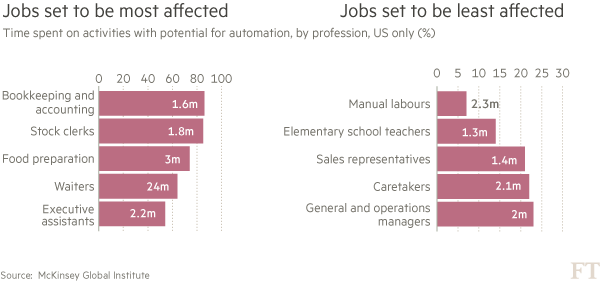 Jobs set to be most affected
Jobs set to be least affected
Time spent on activities with potential for automation, by profession, US only (%)
0 20 40 60 80 100
Bookkeeping and
accounting
1.6m
Stock clerks
1.8m
Food preparation
3m
Waiters
24m
Executive
assistants
2.2m
0 5 10 15 20 25 30
Manual labours
2.3m
Elementary school teachers
1.3m
Sales representatives
1.4m
Caretakers
2.1m
General and operations
managers
2m
Source: McKinsey Global Institute
FT